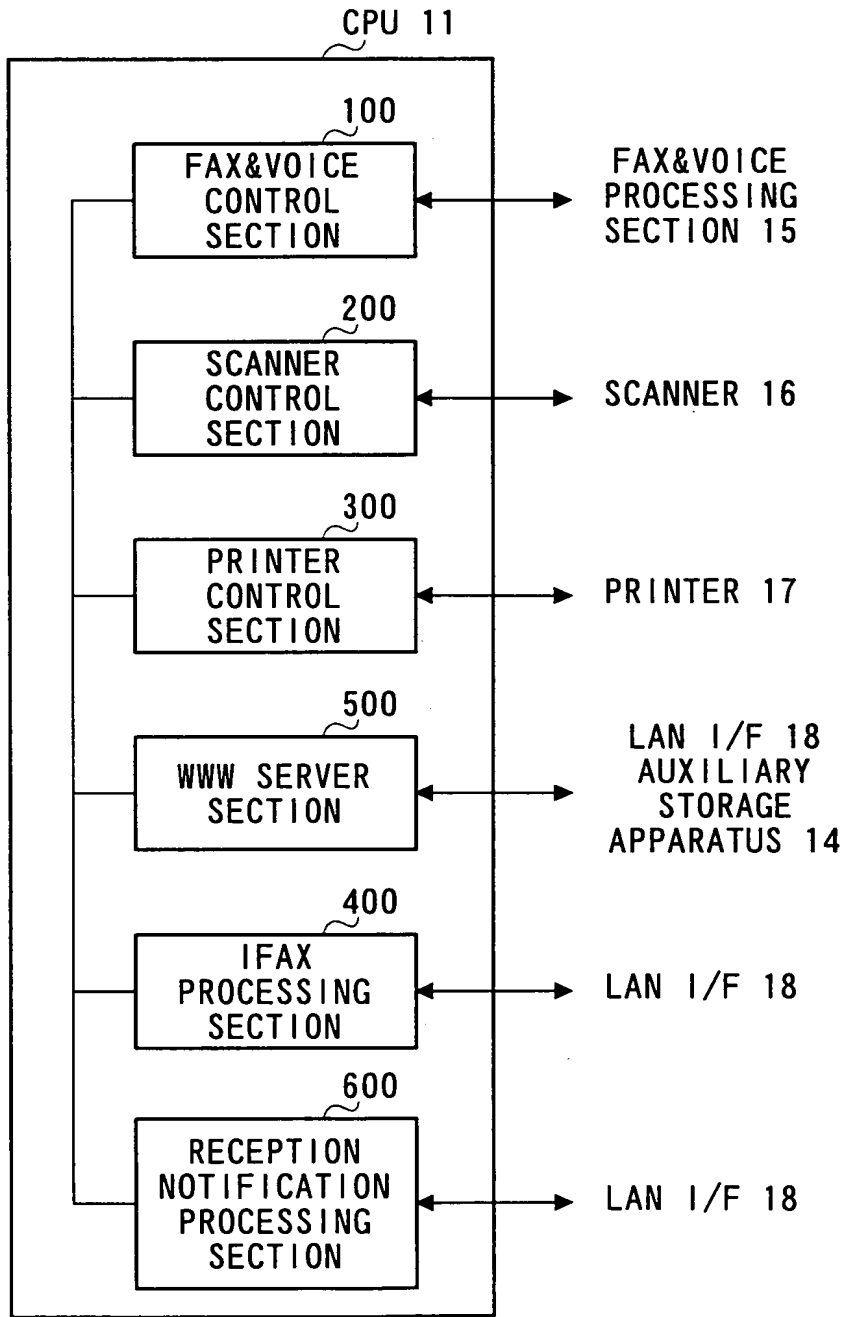 CPU 11
100
FAX&VOICE
CONTROL
SECTION
FAX&VOICE
PROCESSING
SECTION 15
200
SCANNER
CONTROL
SECTION
SCANNER 16
300
PRINTER
CONTROL
SECTION
PRINTER 17
500
WWW SERVER
SECTION
LAN I/F 18
AUXILIARY
STORAGE
APPARATUS 14
400
IFAX
PROCESSING
SECTION
LAN I/F 18
600
RECEPTION
NOTIFICATION
PROCESSING
SECTION
LAN I/F 18